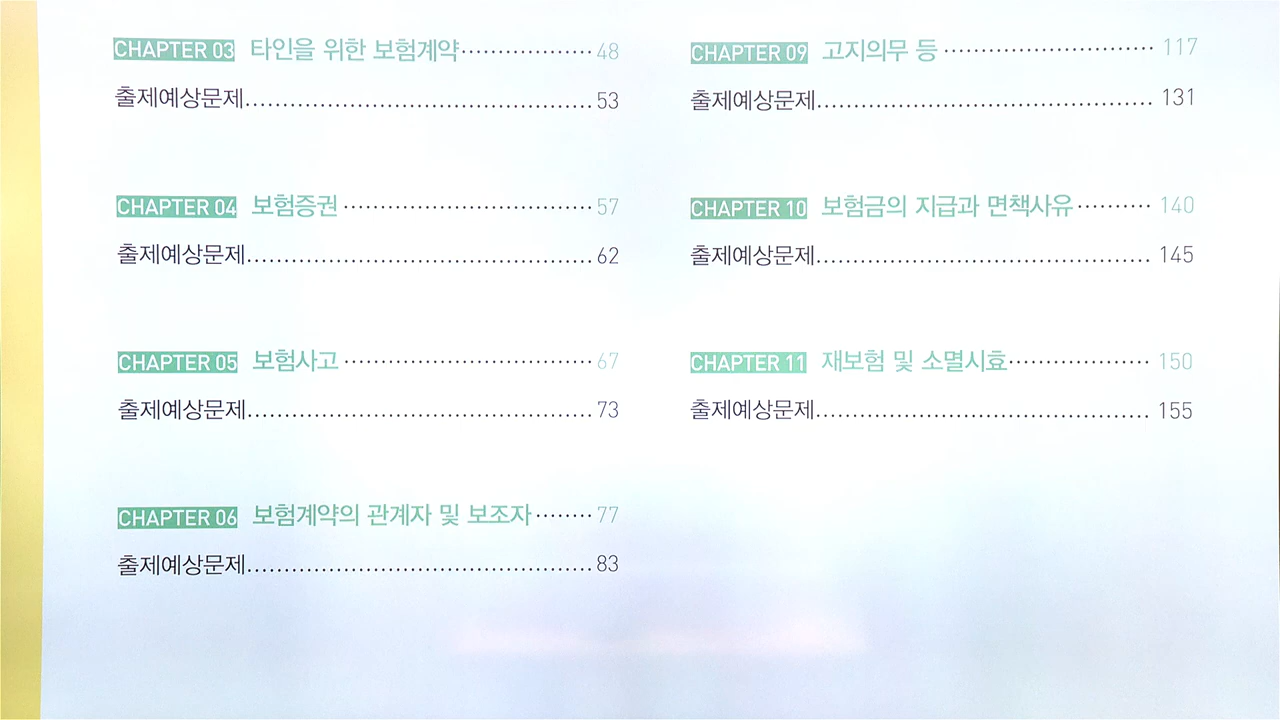 CHAPTER 03 타인을 위한 보험계약 48
출제예상문제 53
CHAPTER 04 보험증권 57
출제예상문제 62
CHAPTER 05 보험사고 67
출제예상문제 73
CHAPTER 06 보험계약의 관계자 및 보조자 77
출제예상문제 83
CHAPTER 09 고지의무 등 117
출제예상문제 131
CHAPTER 10 보험금의 지급과 면책사유 140
출제예상문제 145
CHAPTER 11 재보험 및 소멸시효 150
출제예상문제 155